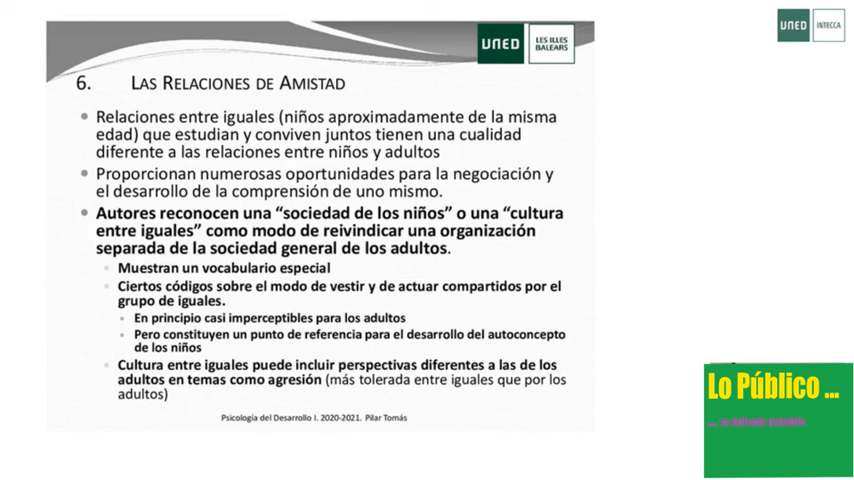 UNED
LES ILLES
BALEARS
UNED
INTECCA
6. LAS RELACIONES DE AMISTAD
Relaciones entre iguales (niños aproximadamente de la misma
edad) que estudian y conviven juntos tienen una cualidad
diferente a las relaciones entre niños y adultos
Proporcionan numerosas oportunidades para la negociación y
el desarrollo de la comprensión de uno mismo.
Autores reconocen una “sociedad de los niños” o una “cultura
entre iguales” como modo de reivindicar una organización
separada de la sociedad general de los adultos.
Muestran un vocabulario especial
Ciertos códigos sobre el modo de vestir y de actuar compartidos por el
grupo de iguales.
En principio casi imperceptibles para los adultos
Pero constituyen un punto de referencia para el desarrollo del autoconcepto
de los niños
Cultura entre iguales puede incluir perspectivas diferentes a las de los
adultos en temas como agresión (más tolerada entre iguales que por los
adultos)
Psicología del Desarrollo I. 2020-2021. Pilar Tomás
Lo Público ...